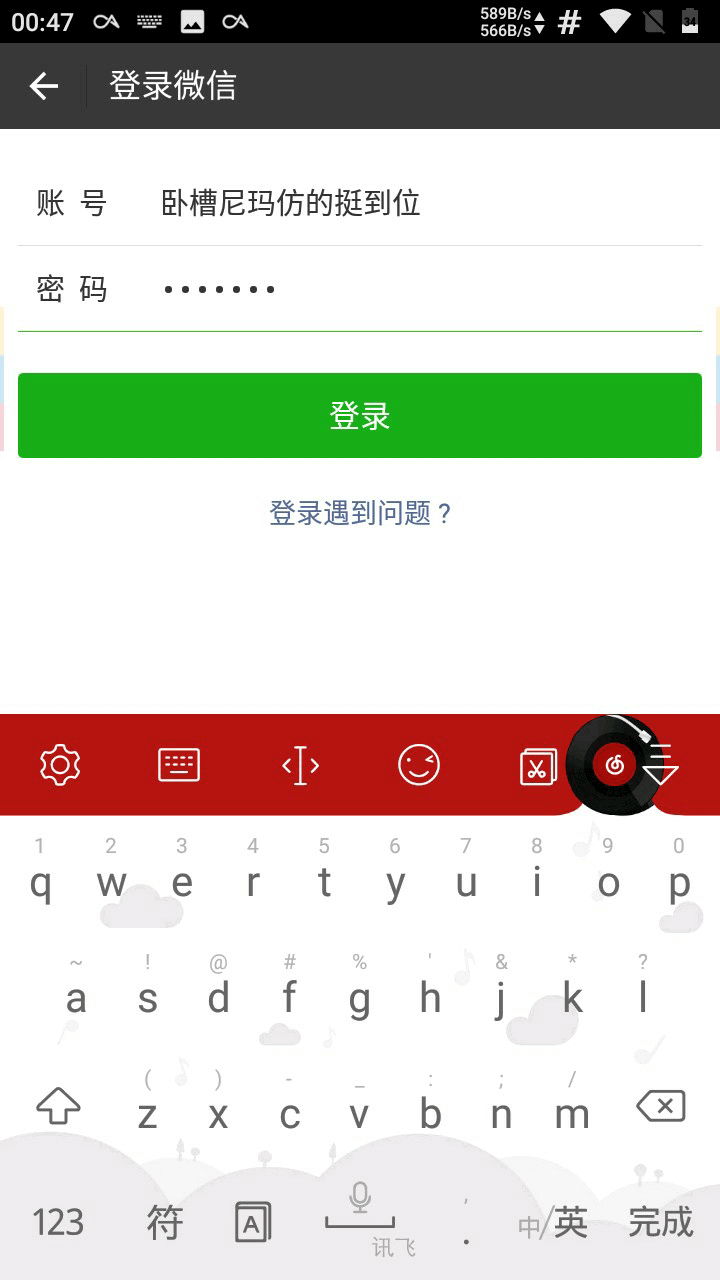 00:47 589B/s
566B/s 34
登录微信
账 号 卧槽尼玛仿的挺到位
密 码 •••••••
登录
登录遇到问题？
1 2 3 4 5 6 7 8 9 0
q w e r t y u i o p
~ ! @ # % ' & * ?
a s d f g h j k l
( ) - _ : ; /
z x c v b n m
123 符 A 讯飞 , . 中/英 完成